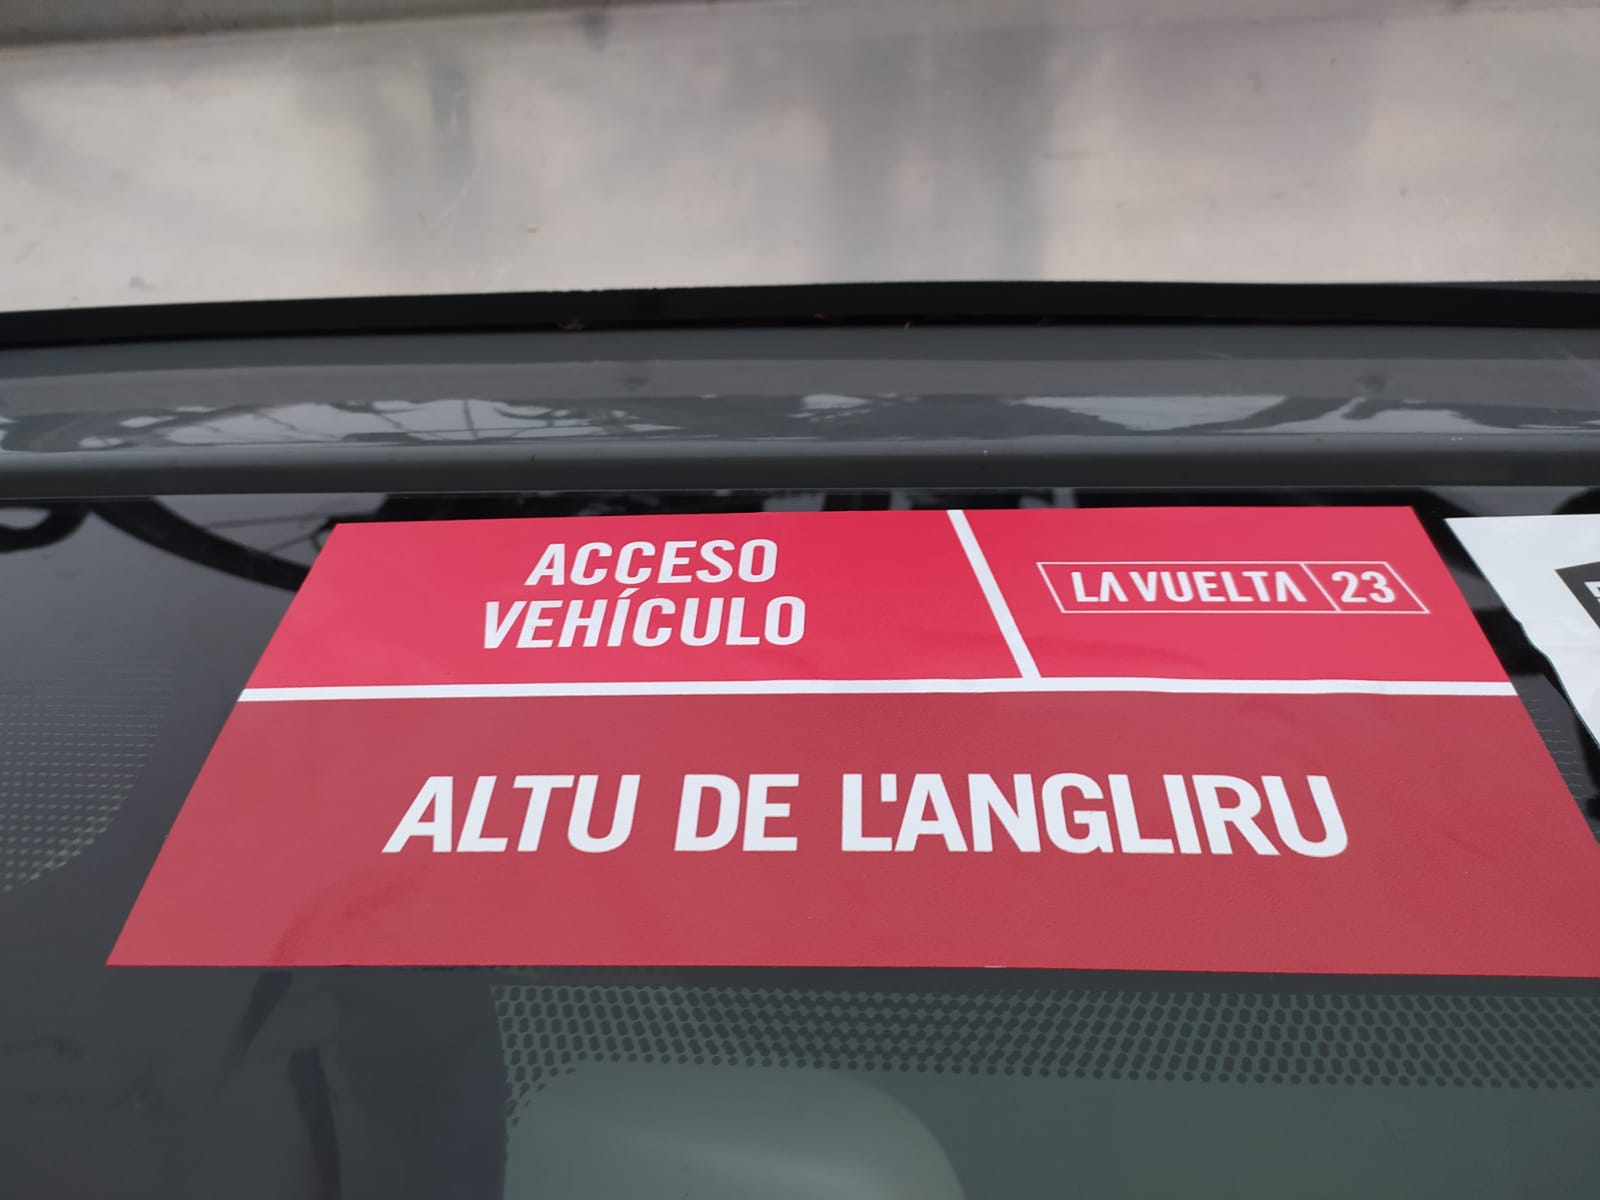 ACCESO
VEHÍCULO
LA VUELTA 23
ALTU DE L'ANGLIRU